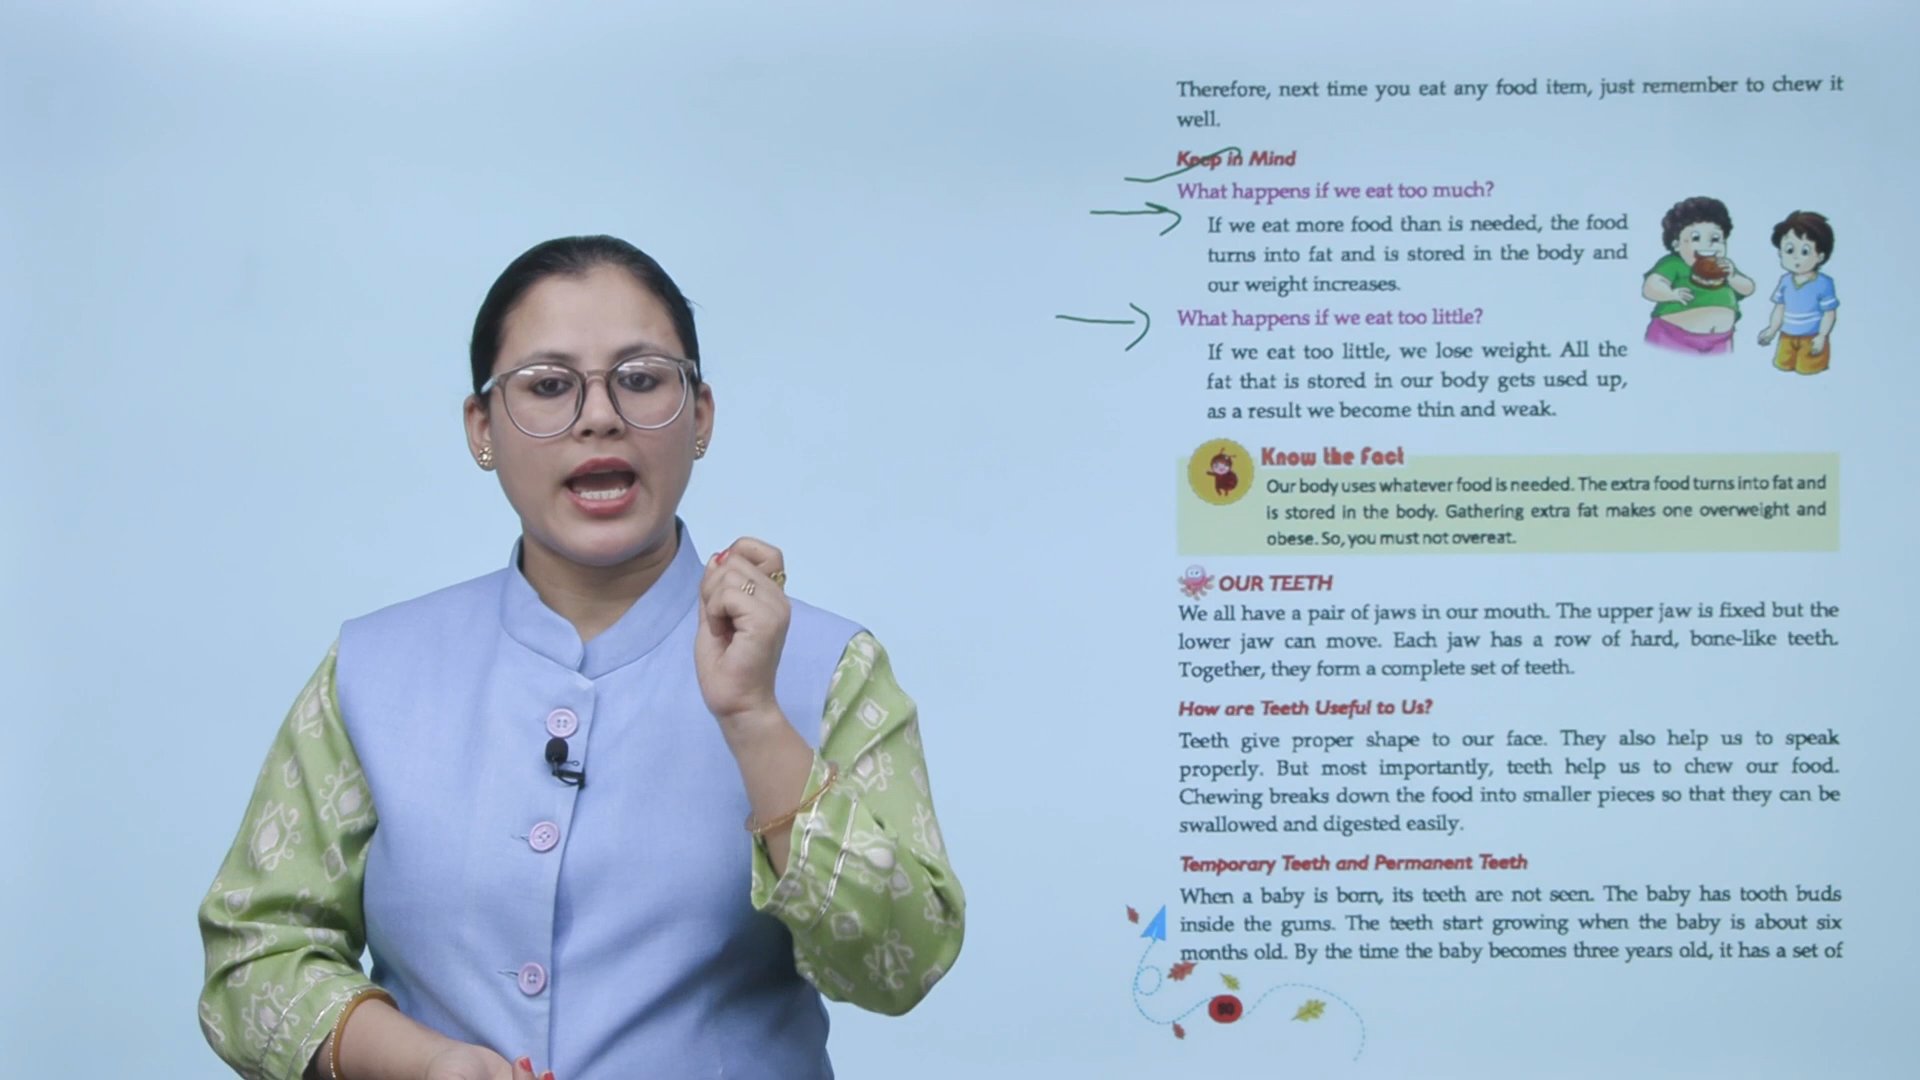 Therefore, next time you eat any food item, just remember to chew it
well.
Keep in Mind
What happens if we eat too much?
If we eat more food than is needed, the food
turns into fat and is stored in the body and
our weight increases.
What happens if we eat too little?
If we eat too little, we lose weight. All the
fat that is stored in our body gets used up,
as a result we become thin and weak.
Know the Fact
Our body uses whatever food is needed. The extra food turns into fat and
is stored in the body. Gathering extra fat makes one overweight and
obese. So, you must not overeat.
OUR TEETH
We all have a pair of jaws in our mouth. The upper jaw is fixed but the
lower jaw can move. Each jaw has a row of hard, bone-like teeth.
Together, they form a complete set of teeth.
How are Teeth Useful to Us?
Teeth give proper shape to our face. They also help us to speak
properly. But most importantly, teeth help us to chew our food.
Chewing breaks down the food into smaller pieces so that they can be
swallowed and digested easily.
Temporary Teeth and Permanent Teeth
When a baby is born, its teeth are not seen. The baby has tooth buds
inside the gums. The teeth start growing when the baby is about six
months old. By the time the baby becomes three years old, it has a set of